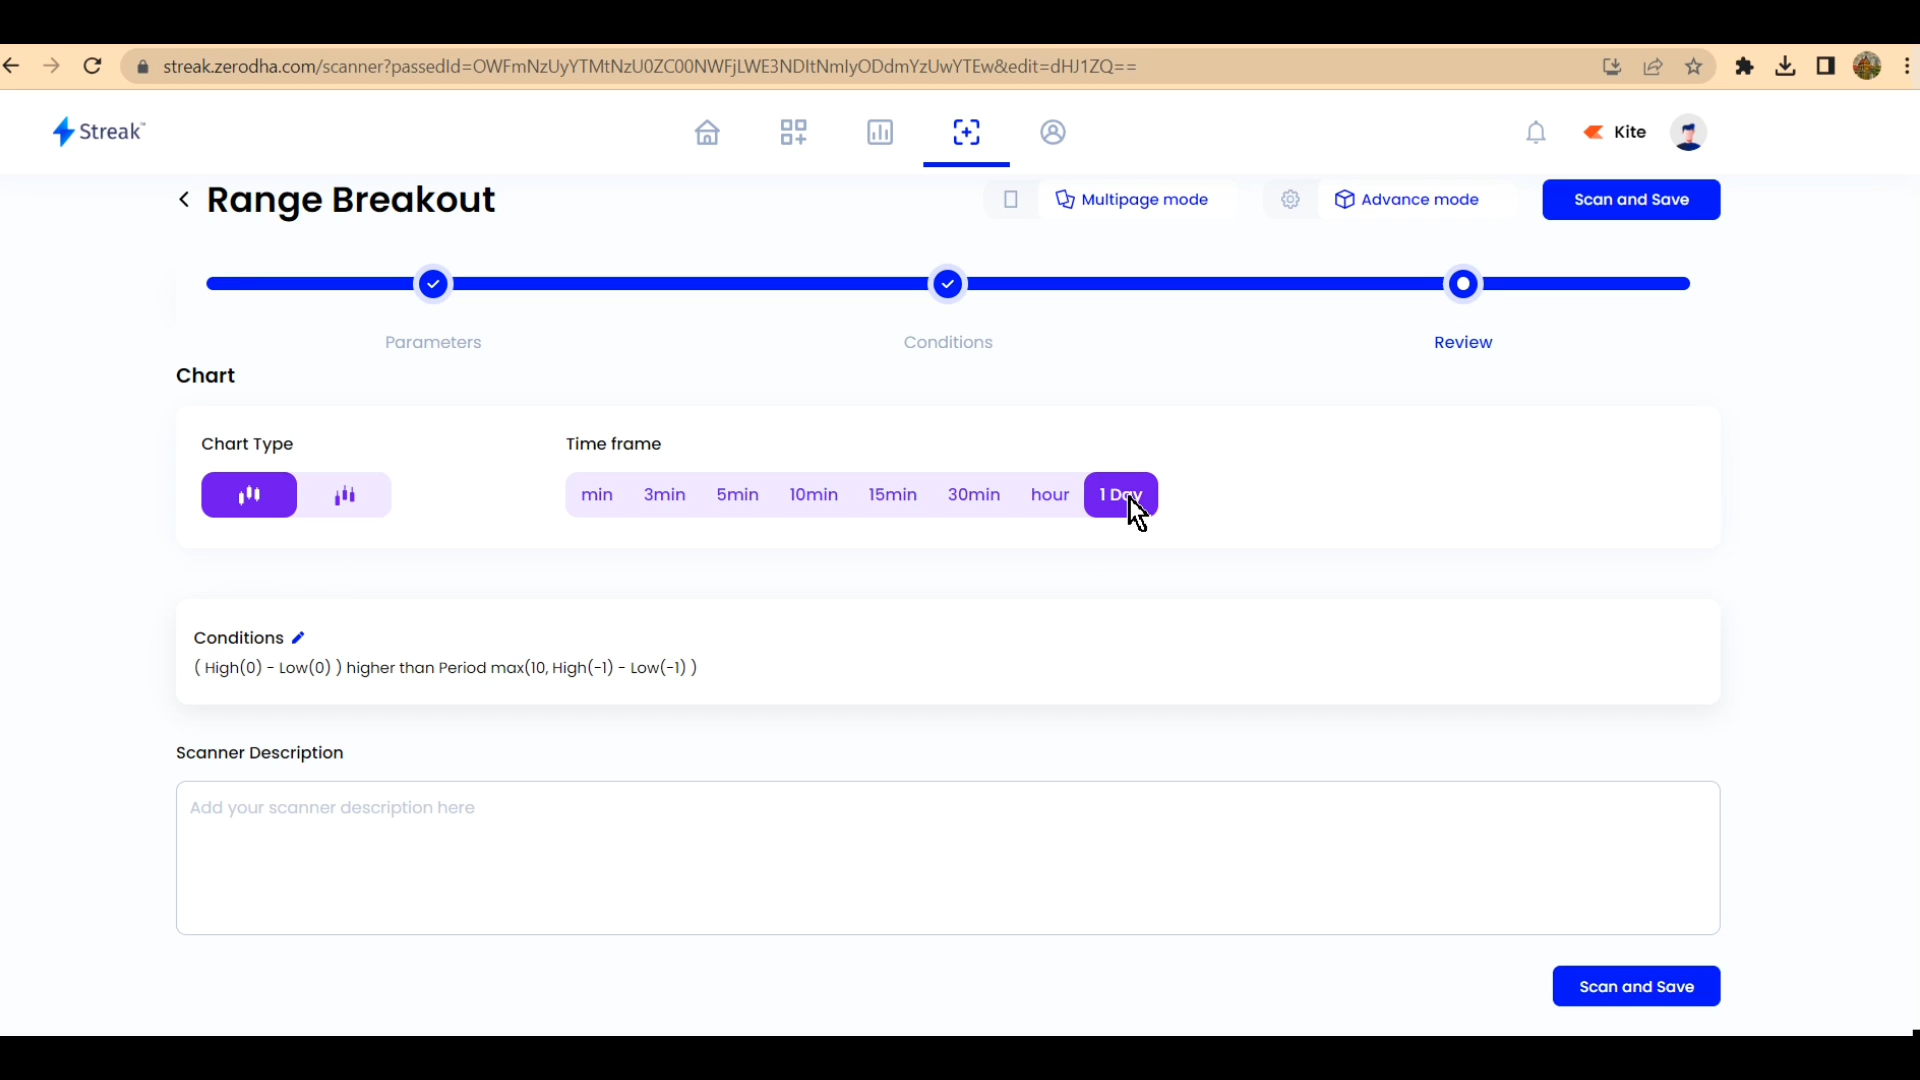 streak.zerodha.com/scanner?passedId=OWFmNzUyYTMtNzU0ZC00NWFjLWE3NDItNmIyODdmYzUwYTEw&edit=dHJ1ZQ==
Streak™
Kite
Range Breakout
Multipage mode
Advance mode
Scan and Save
Parameters
Conditions
Review
Chart
Chart Type
Time frame
min 3min 5min 10min 15min 30min hour 1 Day
Conditions
( High(0) - Low(0) ) higher than Period max(10, High(-1) - Low(-1) )
Scanner Description
Add your scanner description here
Scan and Save